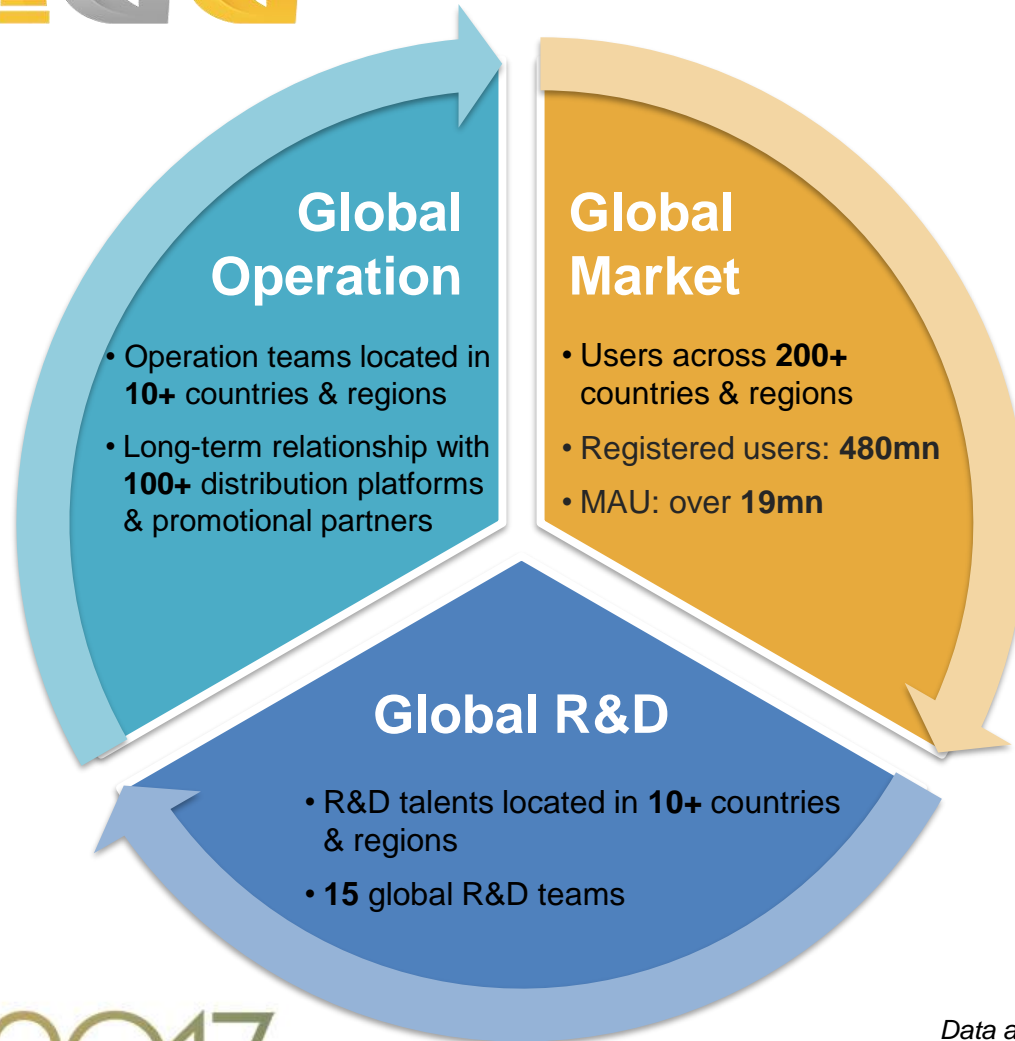 Global
Operation
• Operation teams located in
10+ countries & regions
• Long-term relationship with
100+ distribution platforms
& promotional partners
Global
Market
• Users across 200+
countries & regions
• Registered users: 480mn
• MAU: over 19mn
Global R&D
• R&D talents located in 10+ countries
& regions
• 15 global R&D teams
Data